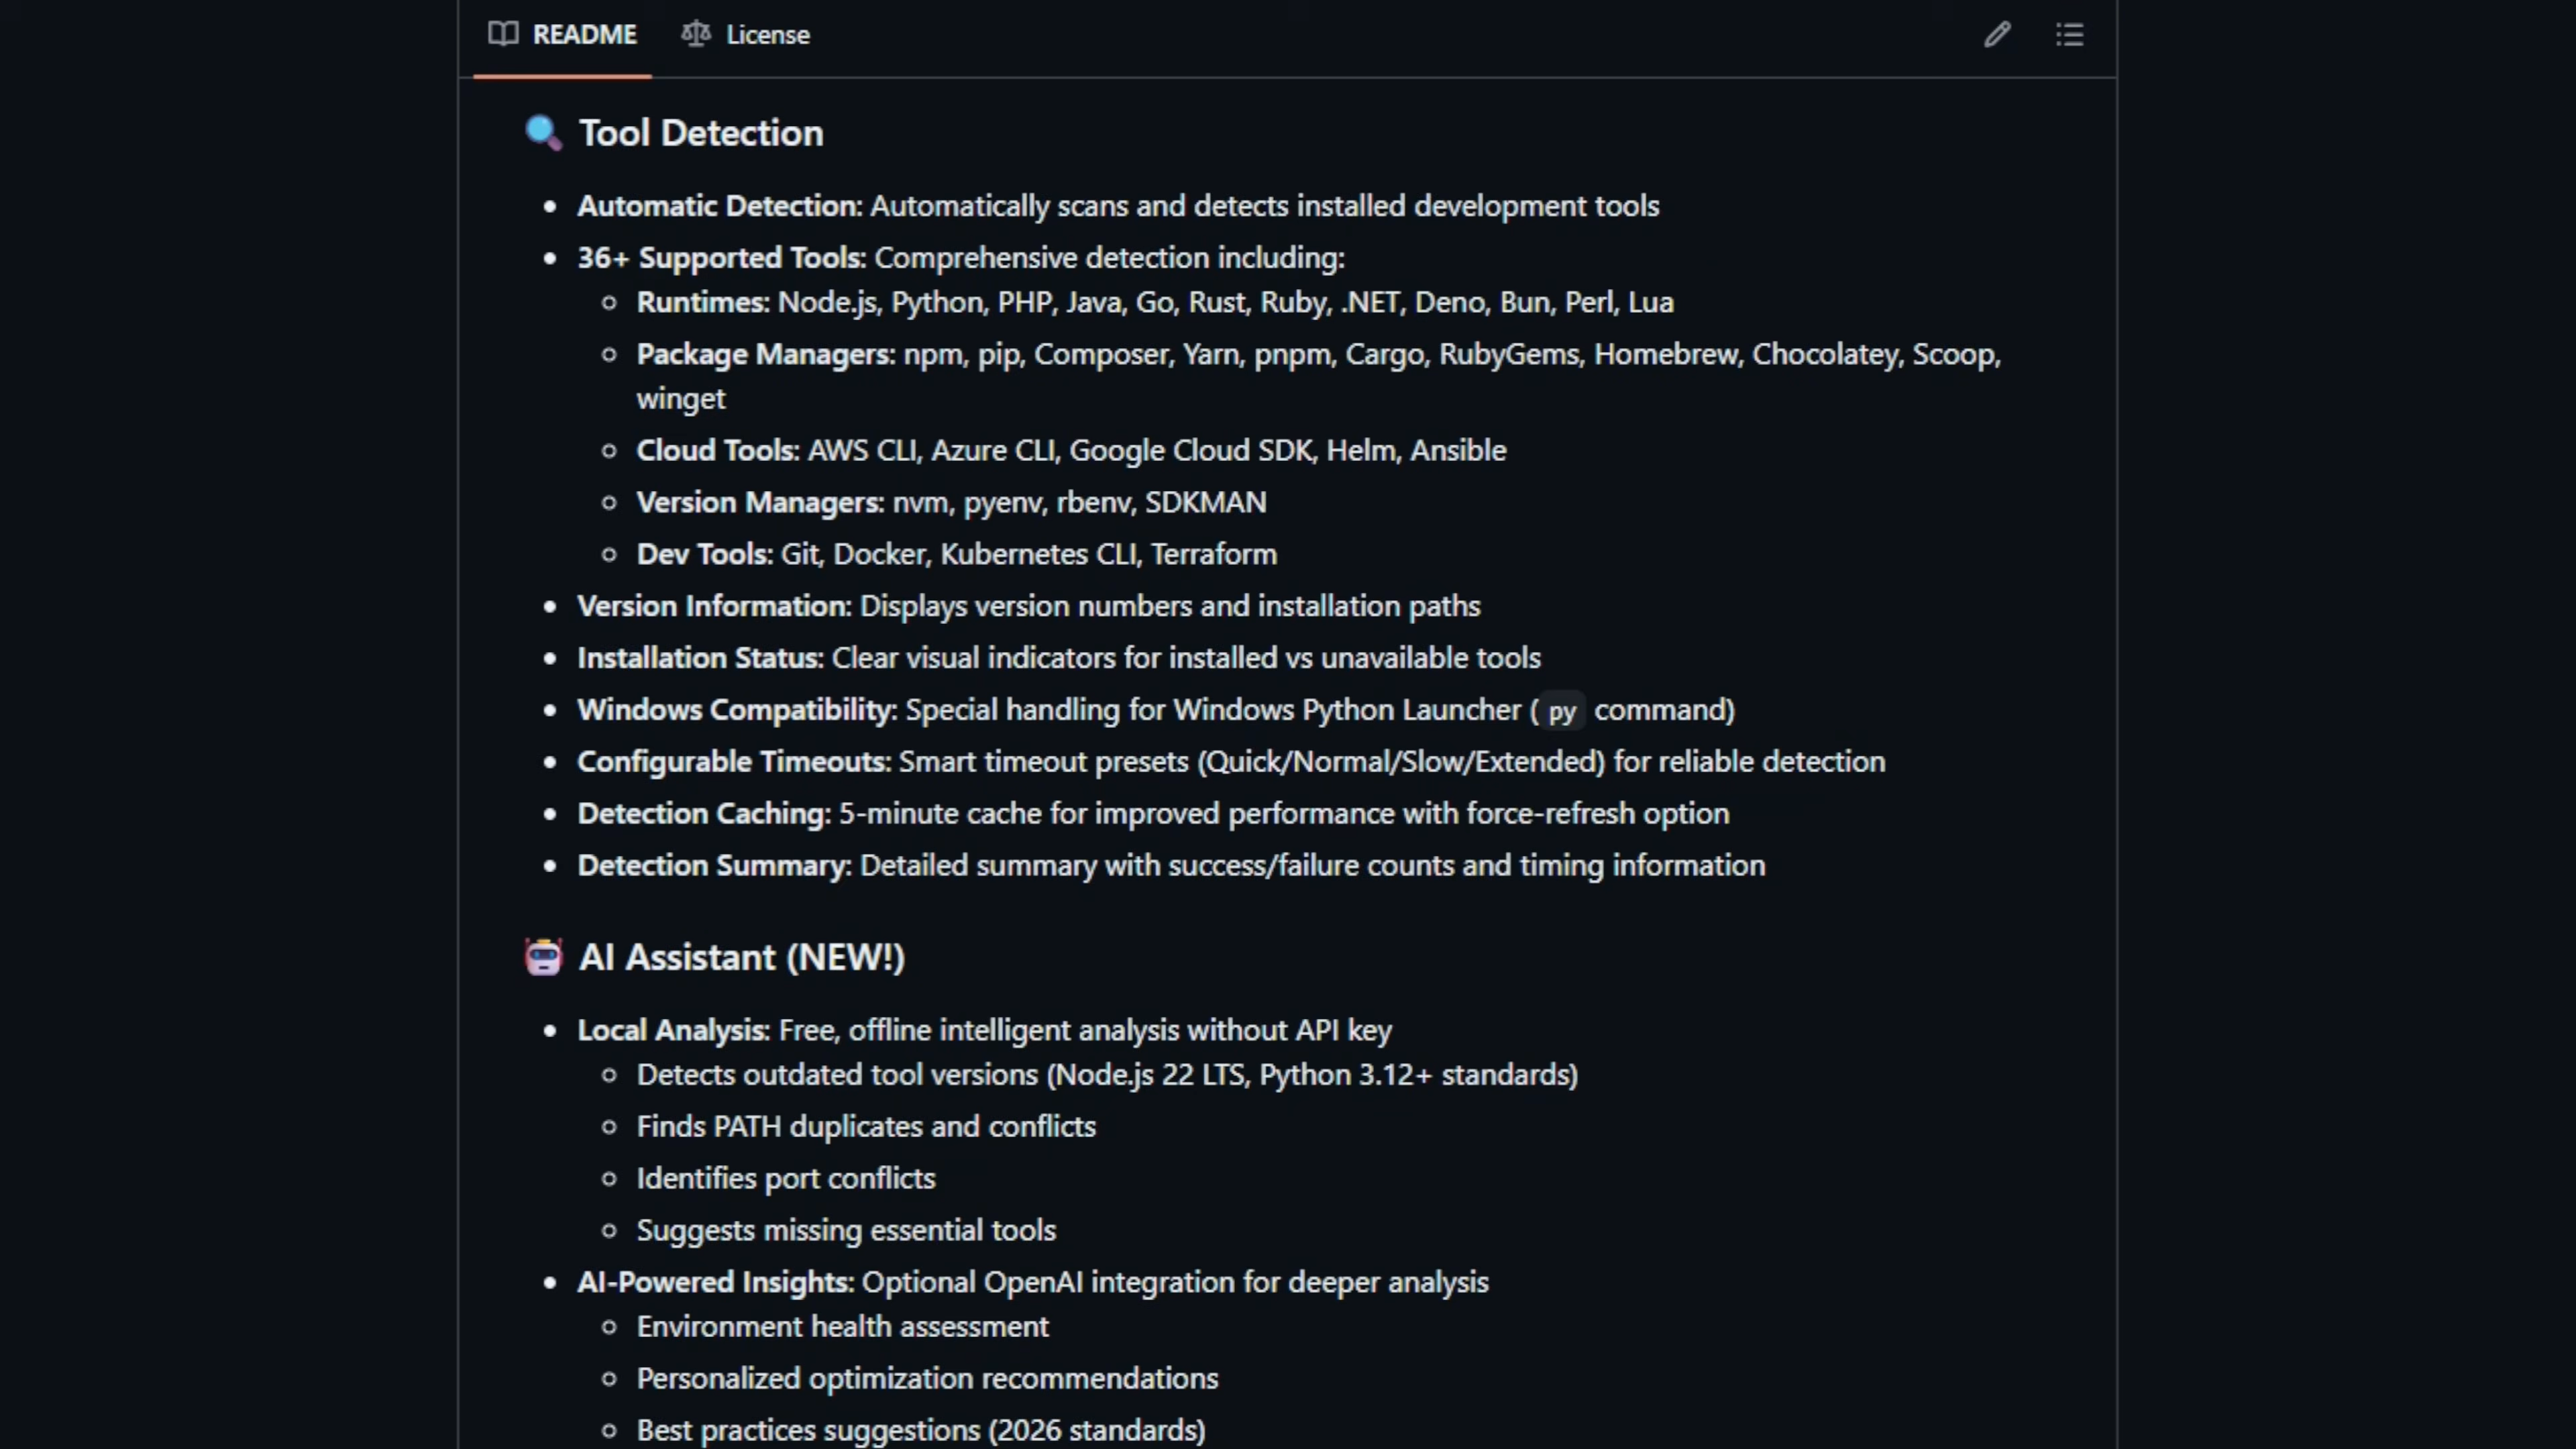 README License
Tool Detection
Automatic Detection: Automatically scans and detects installed development tools
36+ Supported Tools: Comprehensive detection including:
Runtimes: Node.js, Python, PHP, Java, Go, Rust, Ruby, .NET, Deno, Bun, Perl, Lua
Package Managers: npm, pip, Composer, Yarn, pnpm, Cargo, RubyGems, Homebrew, Chocolatey, Scoop,
winget
Cloud Tools: AWS CLI, Azure CLI, Google Cloud SDK, Helm, Ansible
Version Managers: nvm, pyenv, rbenv, SDKMAN
Dev Tools: Git, Docker, Kubernetes CLI, Terraform
Version Information: Displays version numbers and installation paths
Installation Status: Clear visual indicators for installed vs unavailable tools
Windows Compatibility: Special handling for Windows Python Launcher (py command)
Configurable Timeouts: Smart timeout presets (Quick/Normal/Slow/Extended) for reliable detection
Detection Caching: 5-minute cache for improved performance with force-refresh option
Detection Summary: Detailed summary with success/failure counts and timing information
AI Assistant (NEW!)
Local Analysis: Free, offline intelligent analysis without API key
Detects outdated tool versions (Node.js 22 LTS, Python 3.12+ standards)
Finds PATH duplicates and conflicts
Identifies port conflicts
Suggests missing essential tools
AI-Powered Insights: Optional OpenAI integration for deeper analysis
Environment health assessment
Personalized optimization recommendations
Best practices suggestions (2026 standards)